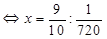 ⇔ x = 9/10 : 1/720